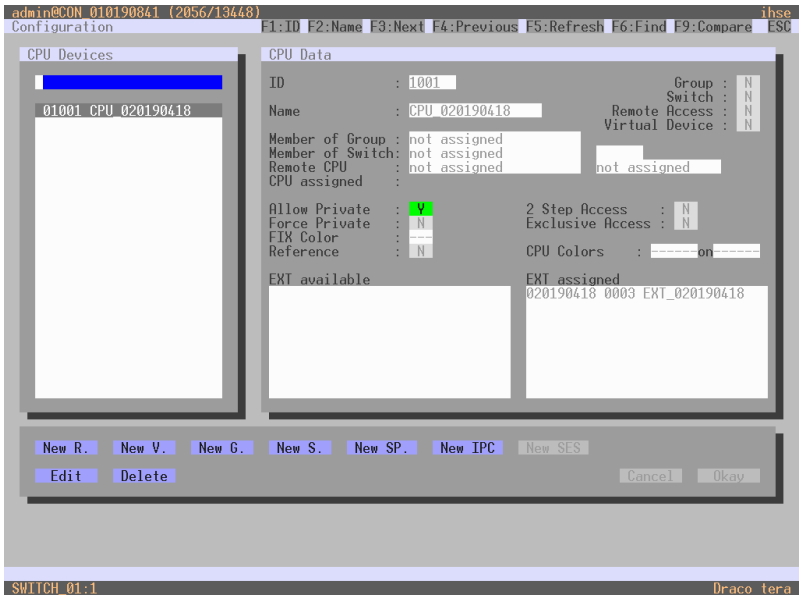 admin@CON_010190841 (2056/13448) ihse
Configuration F1:ID F2:Name F3:Next F4:Previous F5:Refresh F6:Find F9:Compare ESC
CPU Devices
01001 CPU_020190418
CPU Data
ID : 1001 Group : N
Switch : N
Name : CPU_020190418 Remote Access : N
Virtual Device : N
Member of Group : not assigned
Member of Switch: not assigned
Remote CPU : not assigned not assigned
CPU assigned :
Allow Private : Y 2 Step Access : N
Force Private : N Exclusive Access : N
FIX Color : ---
Reference : N CPU Colors : ------on------
EXT available EXT assigned
020190418 0003 EXT_020190418
New R. New V. New G. New S. New SP. New IPC New SES
Edit Delete Cancel Okay
SWITCH_01:1 Draco tera